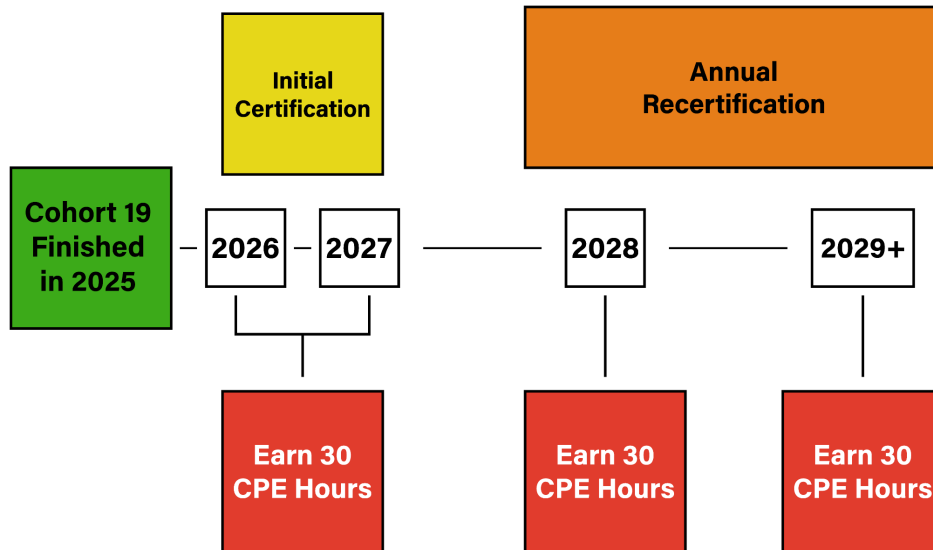 Initial
Certification
Annual
Recertification
Cohort 19
Finished
in 2025
2026
2027
2028
2029+
Earn 30
CPE Hours
Earn 30
CPE Hours
Earn 30
CPE Hours